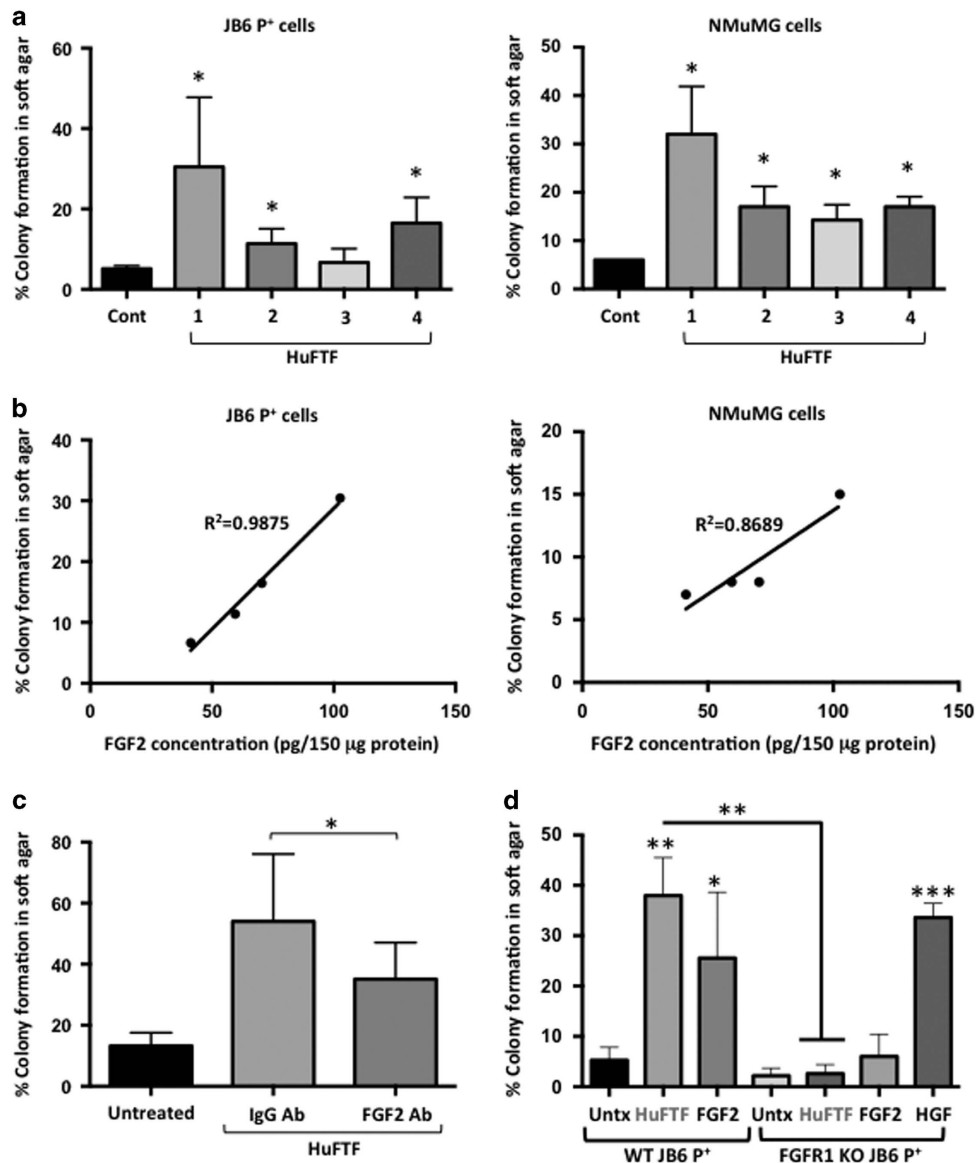 a
JB6 P⁺ cells
% Colony formation in soft agar
60
40
20
0
*
*
*
Cont
1
2
3
4
HuFTF
NMuMG cells
% Colony formation in soft agar
50
40
30
20
10
0
*
*
*
*
Cont
1
2
3
4
HuFTF
b
JB6 P⁺ cells
% Colony formation in soft agar
40
30
20
10
0
R²=0.9875
0
50
100
150
FGF2 concentration (pg/150 µg protein)
NMuMG cells
% Colony formation in soft agar
20
15
10
5
0
R²=0.8689
0
50
100
150
FGF2 concentration (pg/150 µg protein)
c
% Colony formation in soft agar
80
60
40
20
0
*
Untreated
IgG Ab
FGF2 Ab
HuFTF
d
% Colony formation in soft agar
50
40
30
20
10
0
**
**
*
***
Untx
HuFTF
FGF2
Untx
HuFTF
FGF2
HGF
WT JB6 P⁺
FGFR1 KO JB6 P⁺